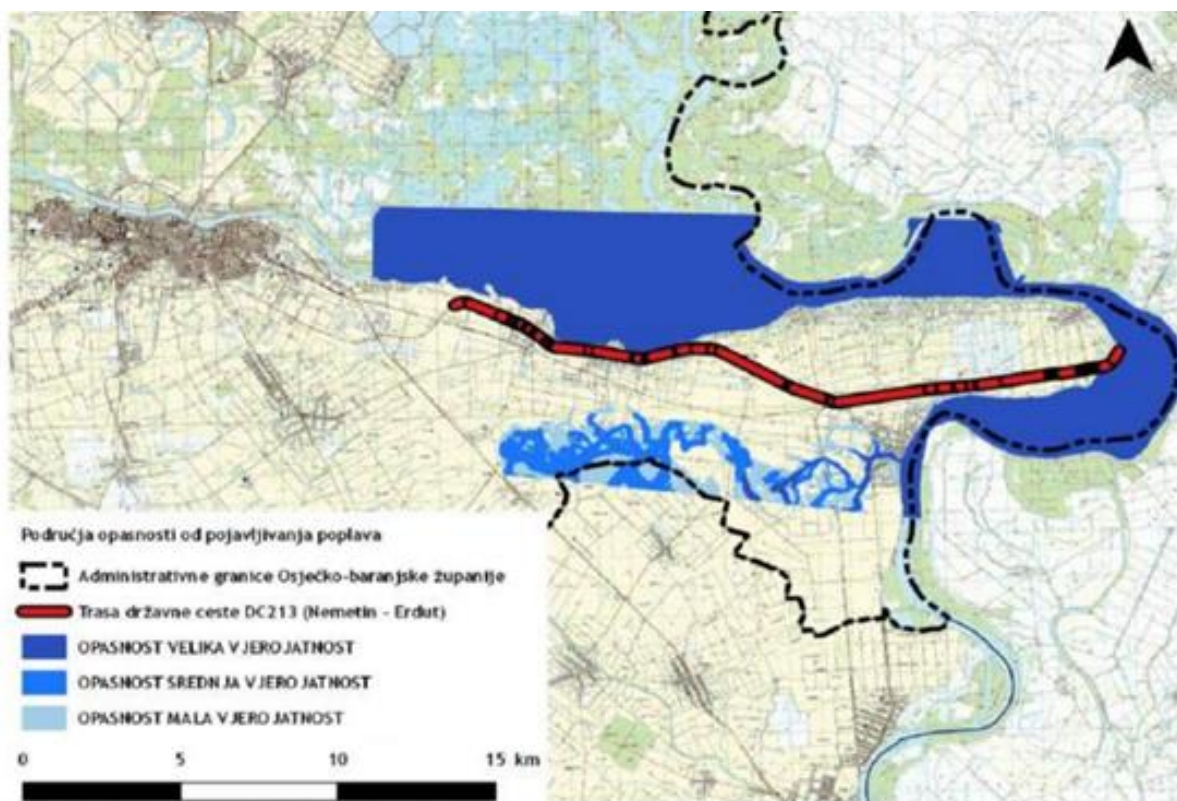 Područja opasnosti od pojavljivanja poplava
Administrativne granice Osječko-baranjske županije
Trasa državne ceste DC213 (Nemetin - Erdut)
OPASNOST VELIKA VJEROJATNOST
OPASNOST SREDNJA VJEROJATNOST
OPASNOST MALA VJEROJATNOST
0 5 10 15 km